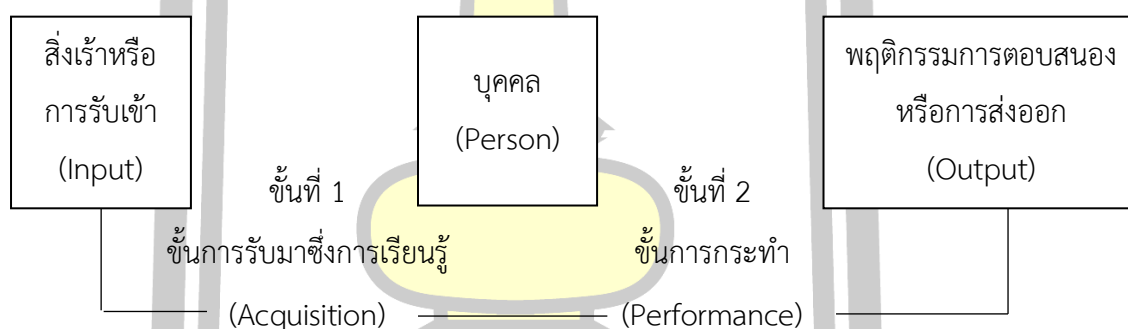 สิ่งเร้าหรือ
การรับเข้า
(Input)
บุคคล
(Person)
พฤติกรรมการตอบสนอง
หรือการส่งออก
(Output)
ขั้นที่ 1
ขั้นการรับมาซึ่งการเรียนรู้
(Acquisition)
ขั้นที่ 2
ขั้นการกระทำ
(Performance)